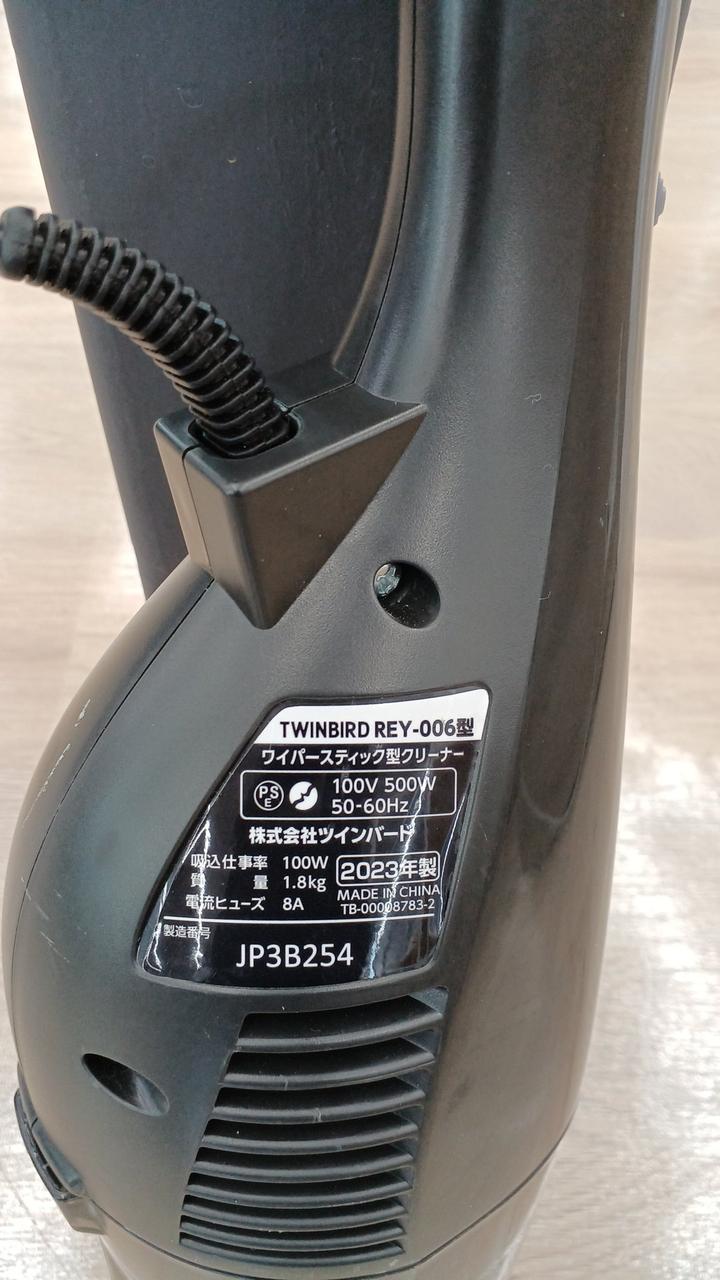 TWINBIRD REY-006型
ワイパースティック型クリーナー
PS E 100V 500W
50-60Hz
株式会社ツインバード
吸込仕事率 100W
質量 1.8kg
電流ヒューズ 8A
2023年製
MADE IN CHINA
TB-00008783-2
製造番号
JP3B254